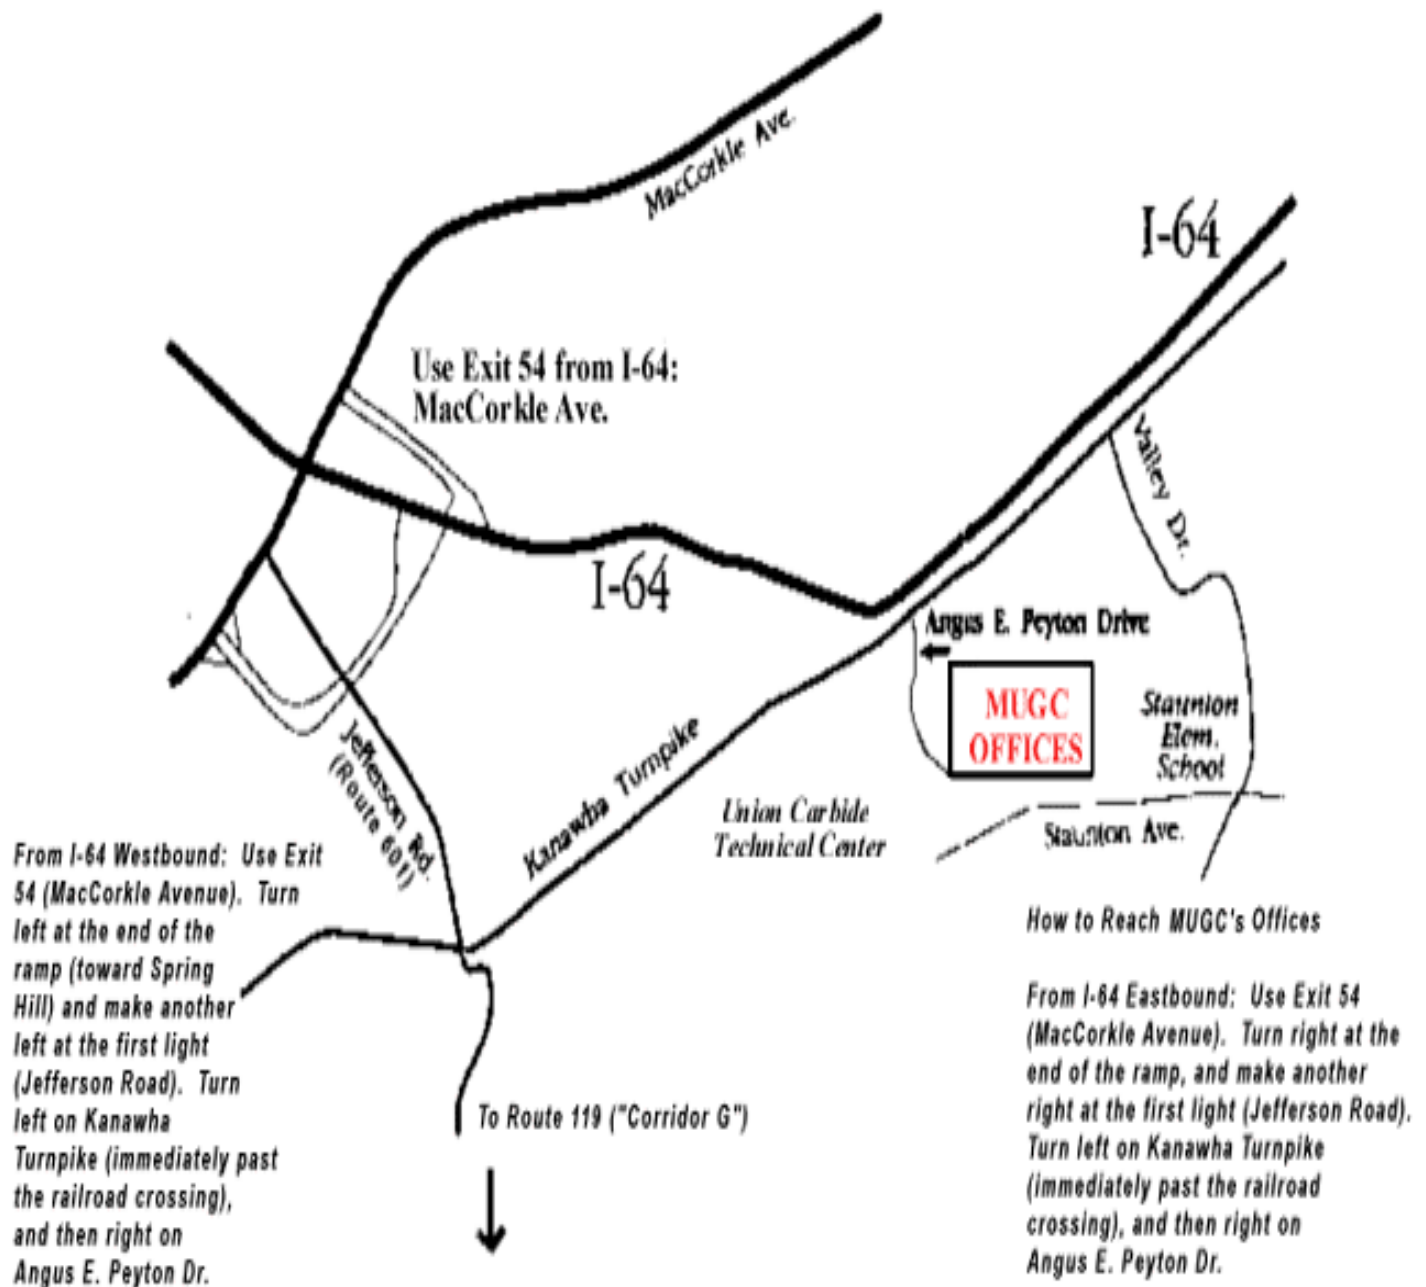 MacCorkle Ave.
I-64
Use Exit 54 from I-64:
MacCorkle Ave.
Valley Dr.
I-64
Angus E. Peyton Drive
MUGC
OFFICES
Staunton
Elem.
School
Jefferson Rd.
(Route 601)
Kanawha Turnpike
Union Carbide
Technical Center
Staunton Ave.
From I-64 Westbound: Use Exit
54 (MacCorkle Avenue). Turn
left at the end of the
ramp (toward Spring
Hill) and make another
left at the first light
(Jefferson Road). Turn
left on Kanawha
Turnpike (immediately past
the railroad crossing),
and then right on
Angus E. Peyton Dr.
To Route 119 ("Corridor G")
How to Reach MUGC's Offices
From I-64 Eastbound: Use Exit 54
(MacCorkle Avenue). Turn right at the
end of the ramp, and make another
right at the first light (Jefferson Road).
Turn left on Kanawha Turnpike
(immediately past the railroad
crossing), and then right on
Angus E. Peyton Dr.